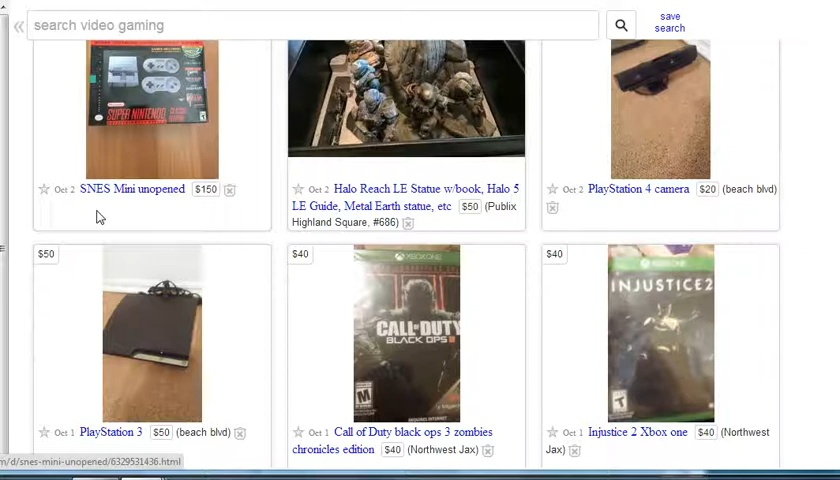 «
search video gaming
save
search
Nintendo
SUPER NINTENDO
Oct 2 SNES Mini unopened $150
Oct 2 Halo Reach LE Statue w/book, Halo 5
LE Guide, Metal Earth statue, etc $50 (Publix
Highland Square, #686)
Oct 2 PlayStation 4 camera $20 (beach blvd)
$50
$40
$40
XBOX ONE
CALL OF DUTY
BLACK OPS III
M
INJUSTICE 2
T
Oct 1 PlayStation 3 $50 (beach blvd)
Oct 1 Call of Duty black ops 3 zombies
chronicles edition $40 (Northwest Jax)
Oct 1 Injustice 2 Xbox one $40 (Northwest
Jax)
m/d/snes-mini-unopened/6329531436.html